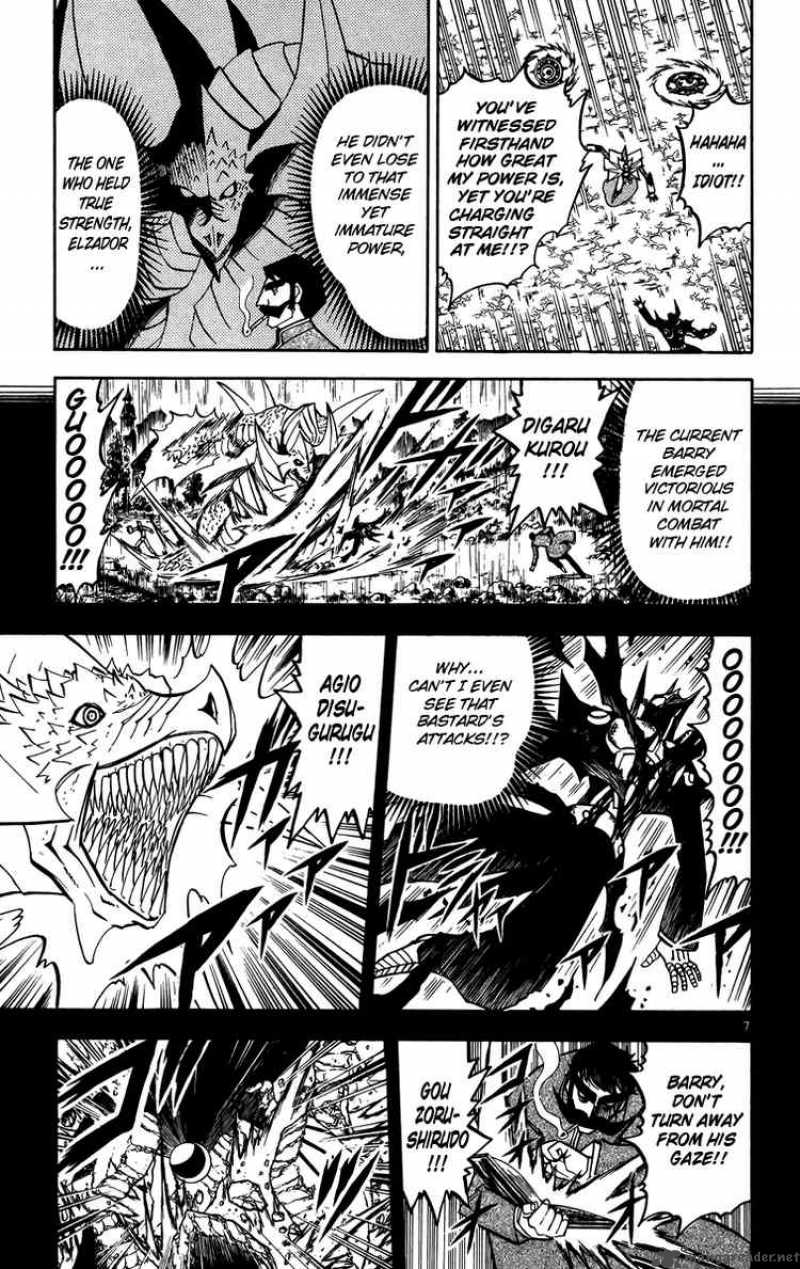 HAHAHA
...
IDIOT!!
YOU'VE
WITNESSED
FIRSTHAND
HOW GREAT
MY POWER IS,
YET YOU'RE
CHARGING
STRAIGHT
AT ME!!?
HE DIDN'T
EVEN LOSE
TO THAT
IMMENSE
YET
IMMATURE
POWER,
THE ONE
WHO HELD
TRUE
STRENGTH,
ELZADOR
...
THE CURRENT
BARRY
EMERGED
VICTORIOUS
IN MORTAL
COMBAT
WITH HIM!!
DIGARU
KUROU
!!!
GUOOOOO!!!
OOOOOOOO!!!
WHY...
CAN'T I EVEN
SEE THAT
BASTARD'S
ATTACKS!!?
AGIO
DISU-
GURUGU
!!!
7
BARRY,
DON'T
TURN AWAY
FROM HIS
GAZE!!
GOU
ZORU-
SHIRUDO
!!!